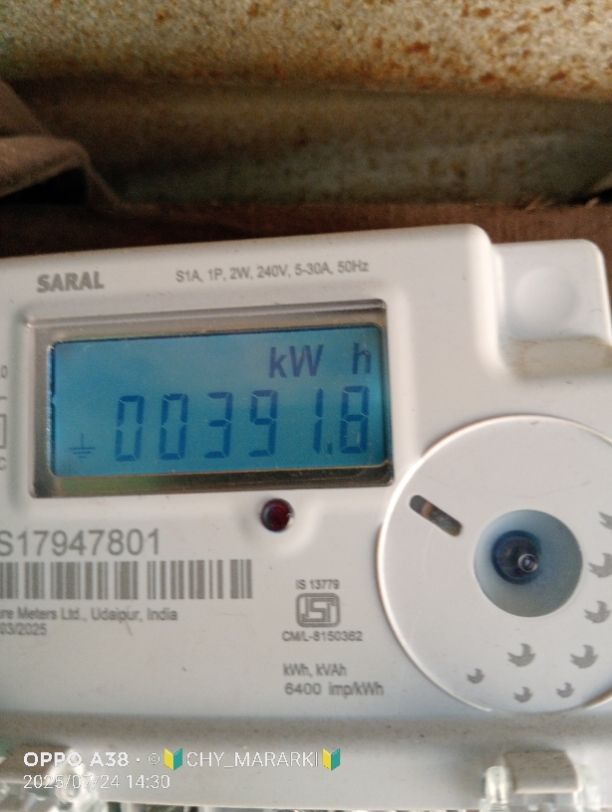 SARAL
S1A, 1P, 2W, 240V, 5-30A, 50Hz
kW h
00391.8
S17947801
IS 13779
ure Meters Ltd., Udaipur, India
03/2025
CM/L-8150362
kWh, kVAh
6400 imp/kWh
OPPO A38 · ©🔰CHY_MARARKI🔰
2025/07/24 14:30